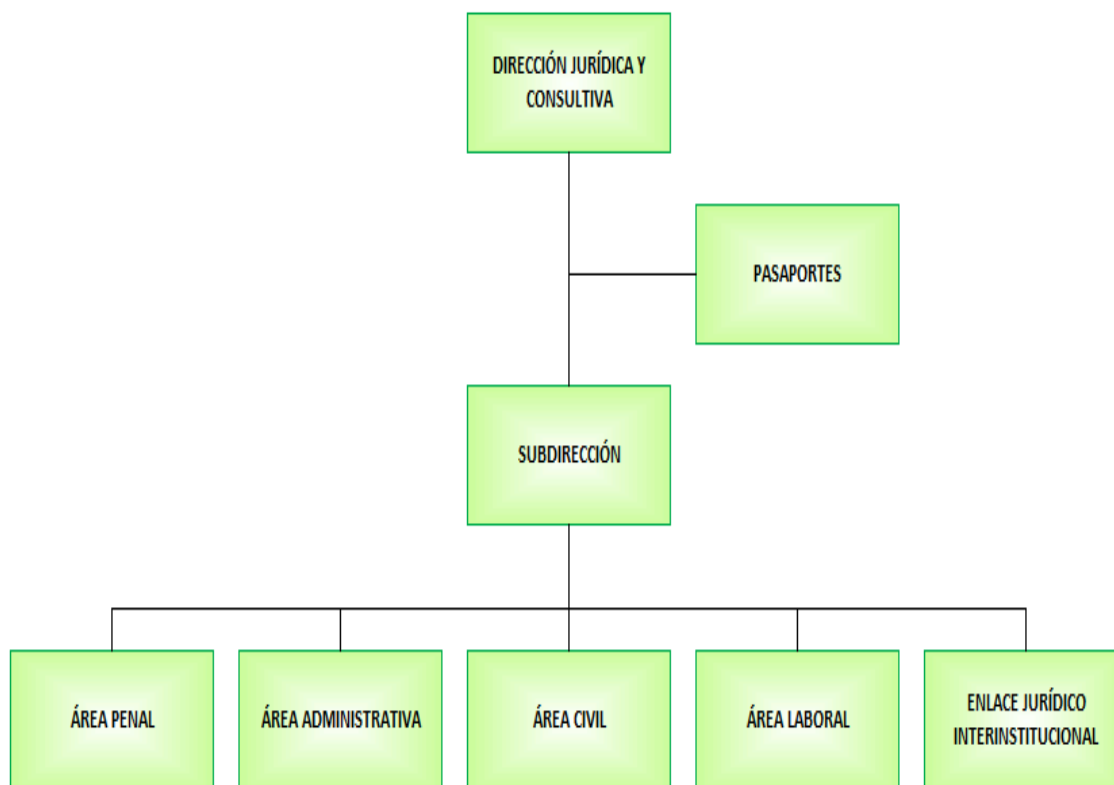 DIRECCIÓN JURÍDICA Y
CONSULTIVA
PASAPORTES
SUBDIRECCIÓN
ÁREA PENAL
ÁREA ADMINISTRATIVA
ÁREA CIVIL
ÁREA LABORAL
ENLACE JURÍDICO
INTERINSTITUCIONAL